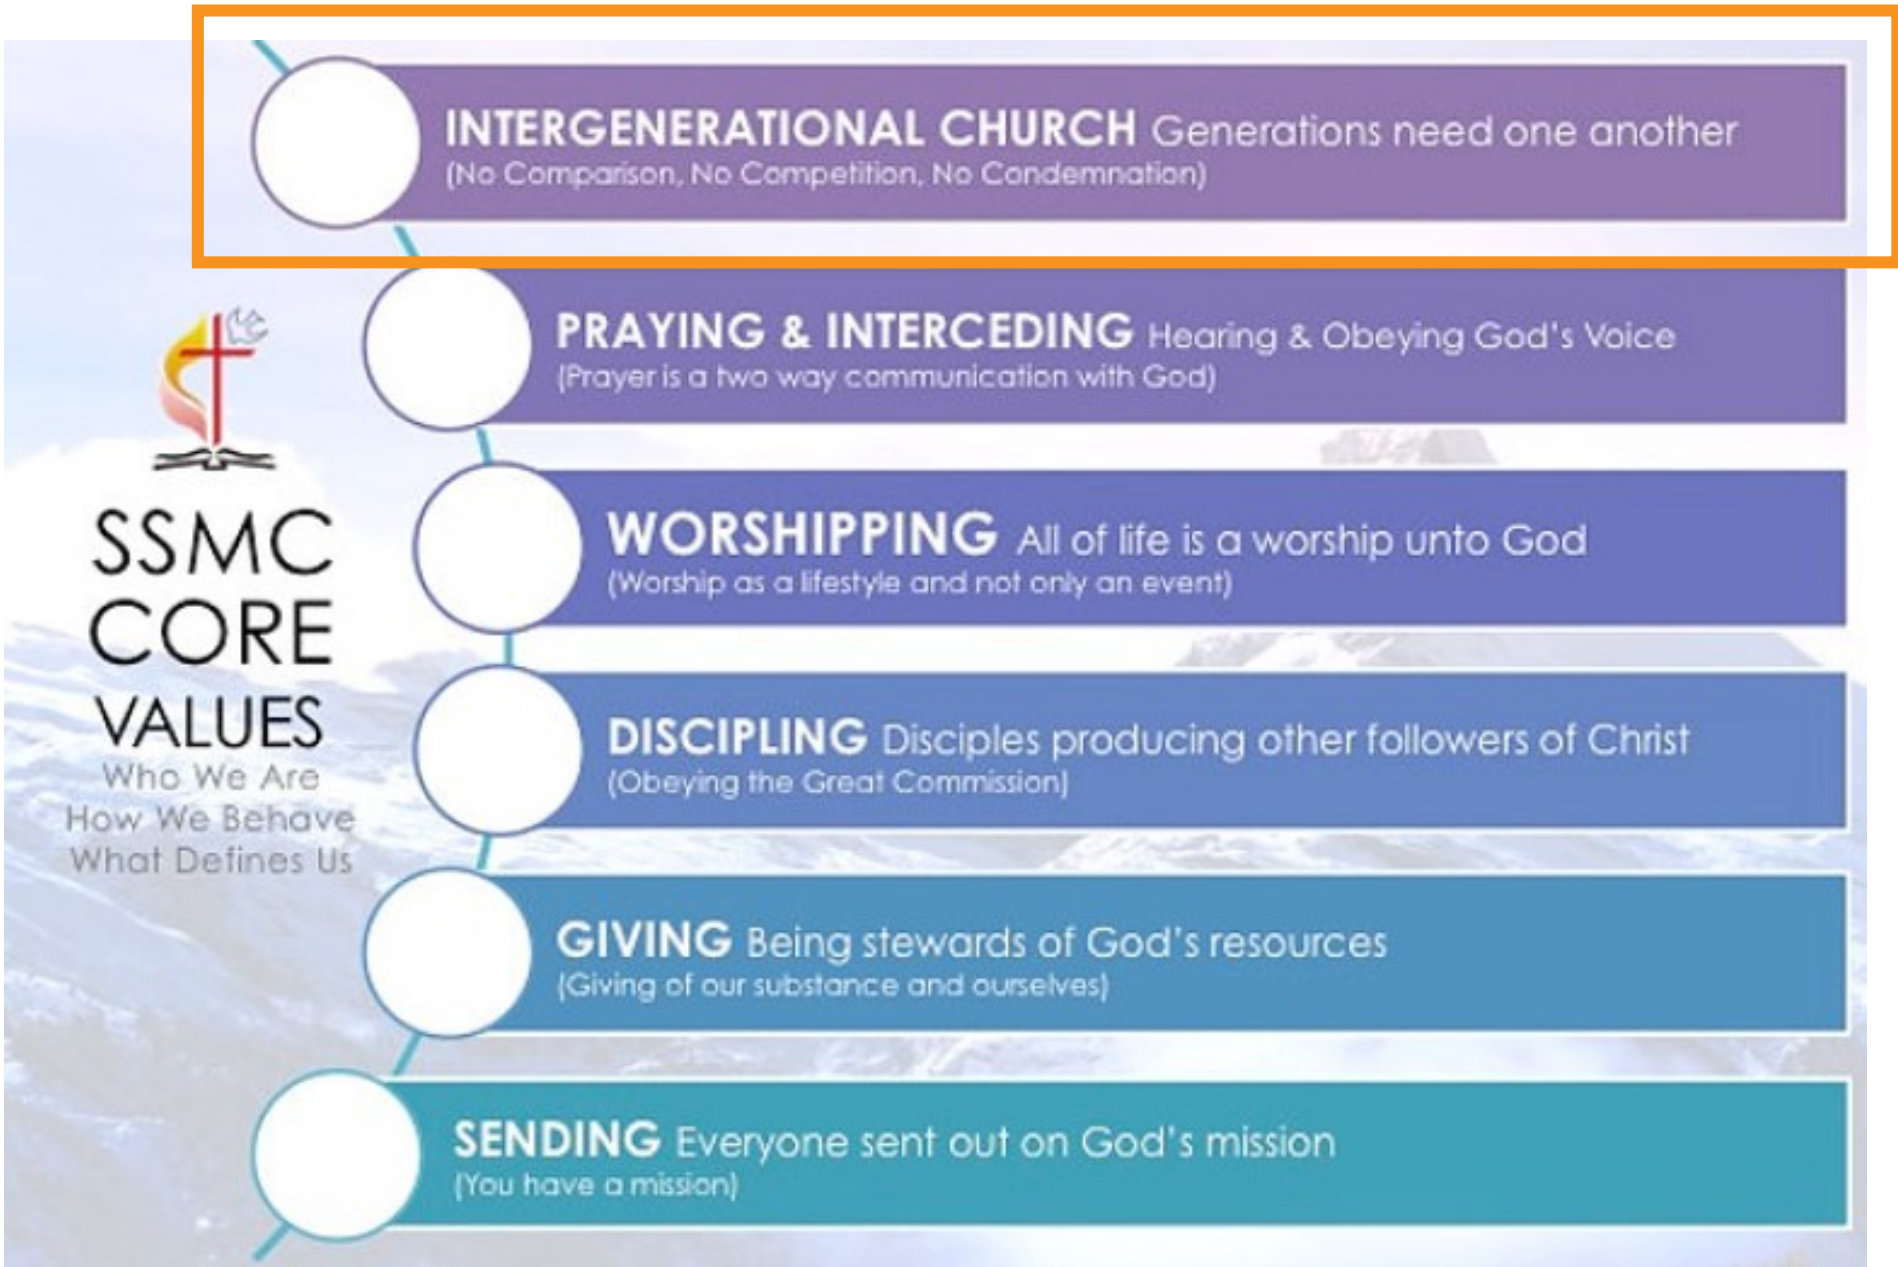 INTERGENERATIONAL CHURCH Generations need one another
(No Comparison, No Competition, No Condemnation)
PRAYING & INTERCEDING Hearing & Obeying God's Voice
(Prayer is a two way communication with God)
SSMC
CORE
VALUES
Who We Are
How We Behave
What Defines Us
WORSHIPPING All of life is a worship unto God
(Worship as a lifestyle and not only an event)
DISCIPLING Disciples producing other followers of Christ
(Obeying the Great Commission)
GIVING Being stewards of God's resources
(Giving of our substance and ourselves)
SENDING Everyone sent out on God's mission
(You have a mission)